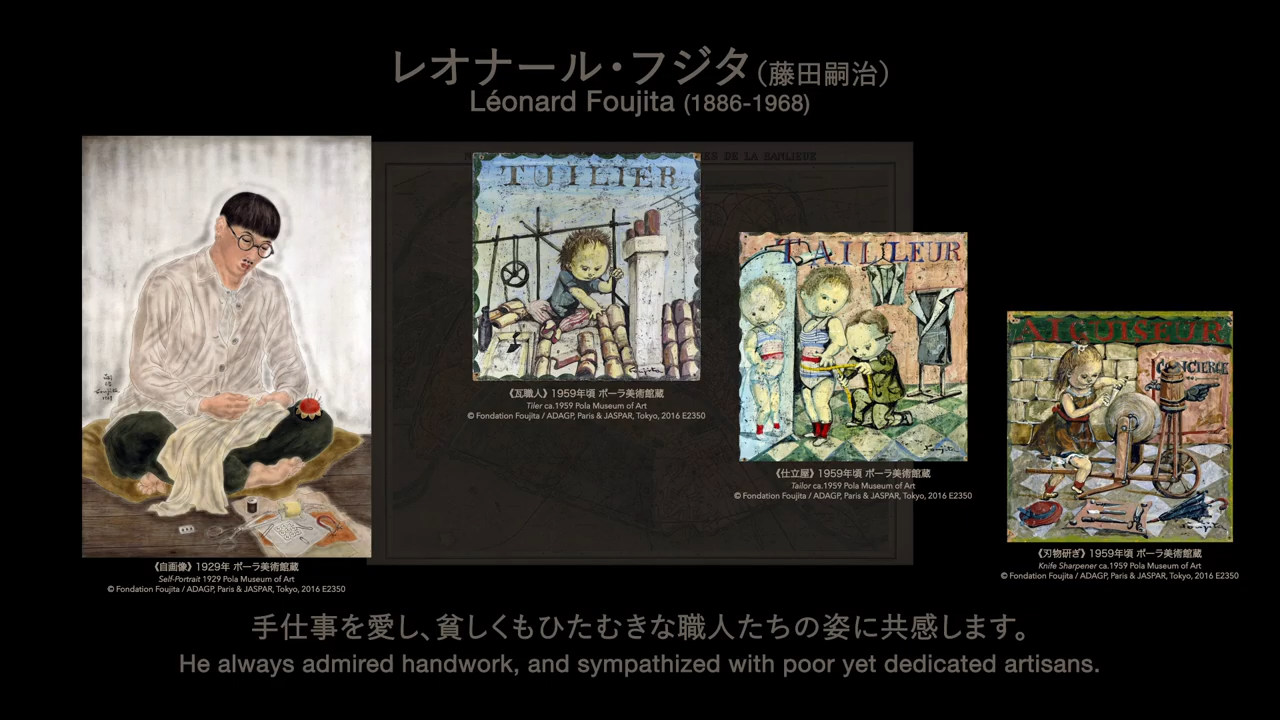 レオナール・フジタ（藤田嗣治）
Léonard Foujita (1886-1968)
ES DE LA BANLIEUE
TUILIER
TAILLEUR
AIGUISEUR
CONCIERGE
《瓦職人》 1959年頃 ポーラ美術館蔵
Tiler ca.1959 Pola Museum of Art
© Fondation Foujita / ADAGP, Paris & JASPAR, Tokyo, 2016 E2350
《仕立屋》 1959年頃 ポーラ美術館蔵
Tailor ca.1959 Pola Museum of Art
© Fondation Foujita / ADAGP, Paris & JASPAR, Tokyo, 2016 E2350
《刃物研ぎ》 1959年頃 ポーラ美術館蔵
Knife Sharpener ca.1959 Pola Museum of Art
© Fondation Foujita / ADAGP, Paris & JASPAR, Tokyo, 2016 E2350
《自画像》 1929年 ポーラ美術館蔵
Self-Portrait 1929 Pola Museum of Art
© Fondation Foujita / ADAGP, Paris & JASPAR, Tokyo, 2016 E2350
手仕事を愛し、貧しくもひたむきな職人たちの姿に共感します。
He always admired handwork, and sympathized with poor yet dedicated artisans.